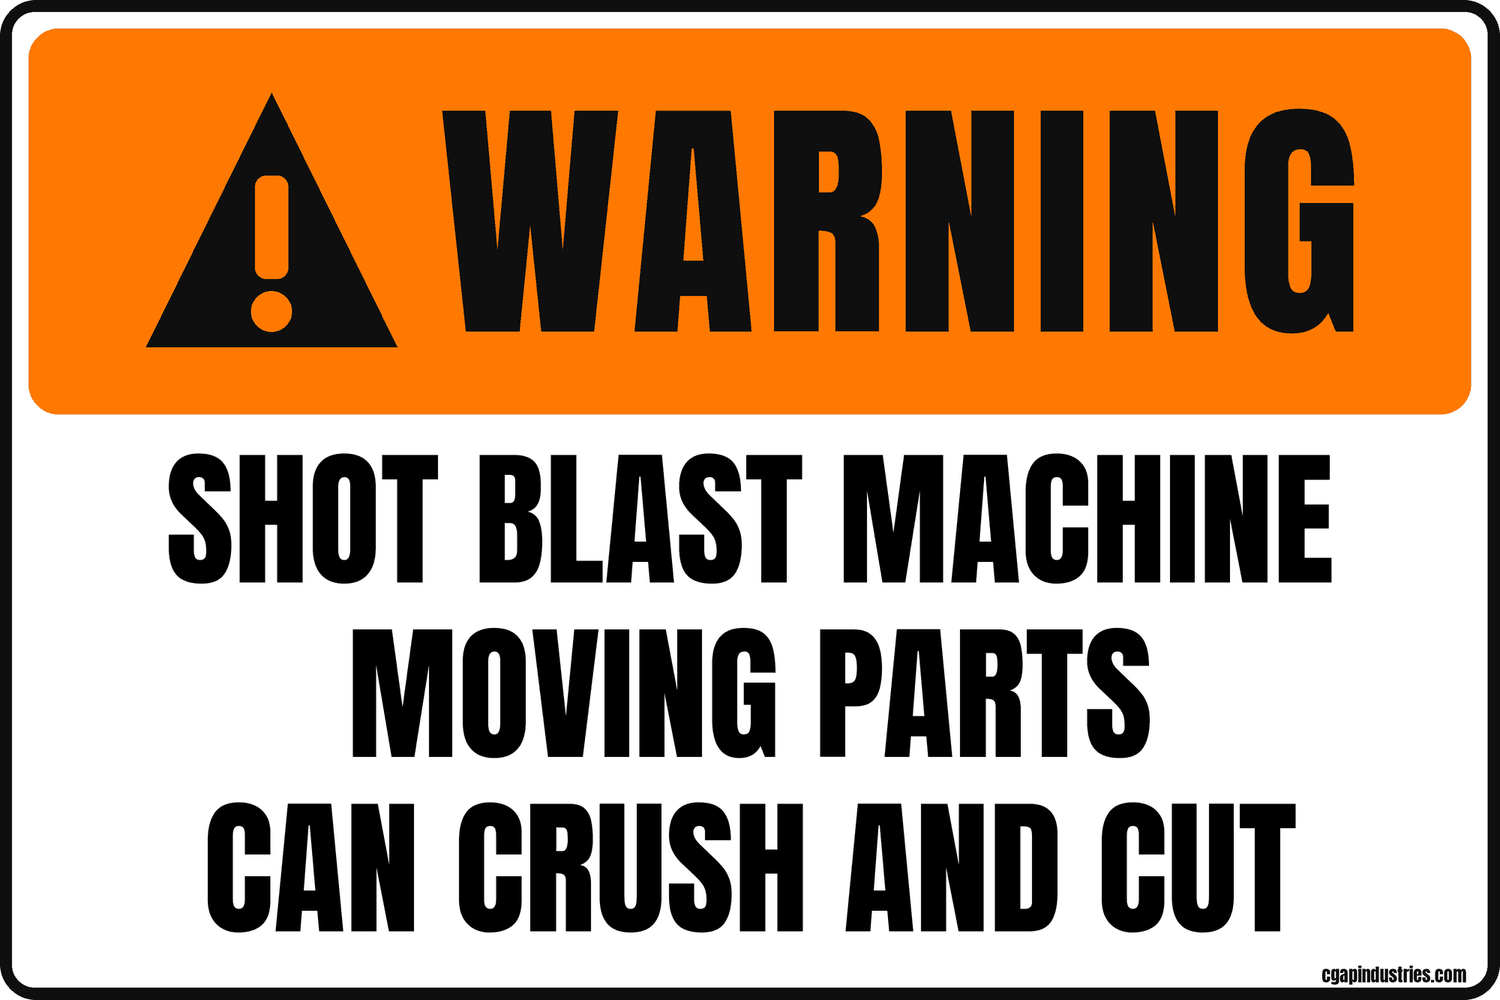 WARNING
SHOT BLAST MACHINE
MOVING PARTS
CAN CRUSH AND CUT
cgapindustries.com